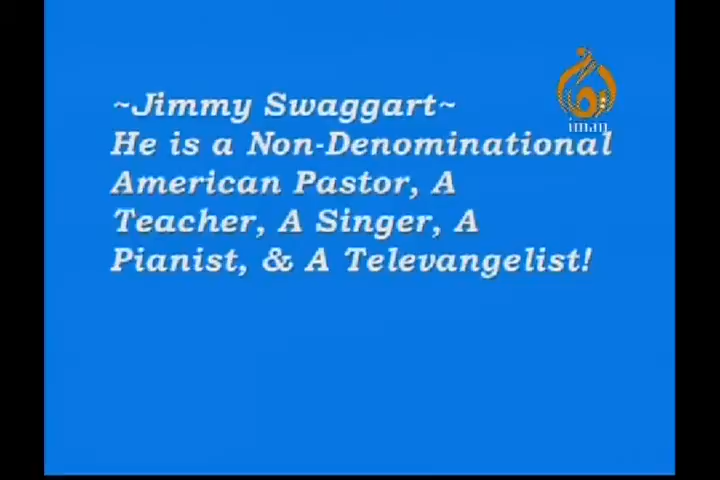 ~Jimmy Swaggart~
He is a Non-Denominational
American Pastor, A
Teacher, A Singer, A
Pianist, & A Televangelist!
iman